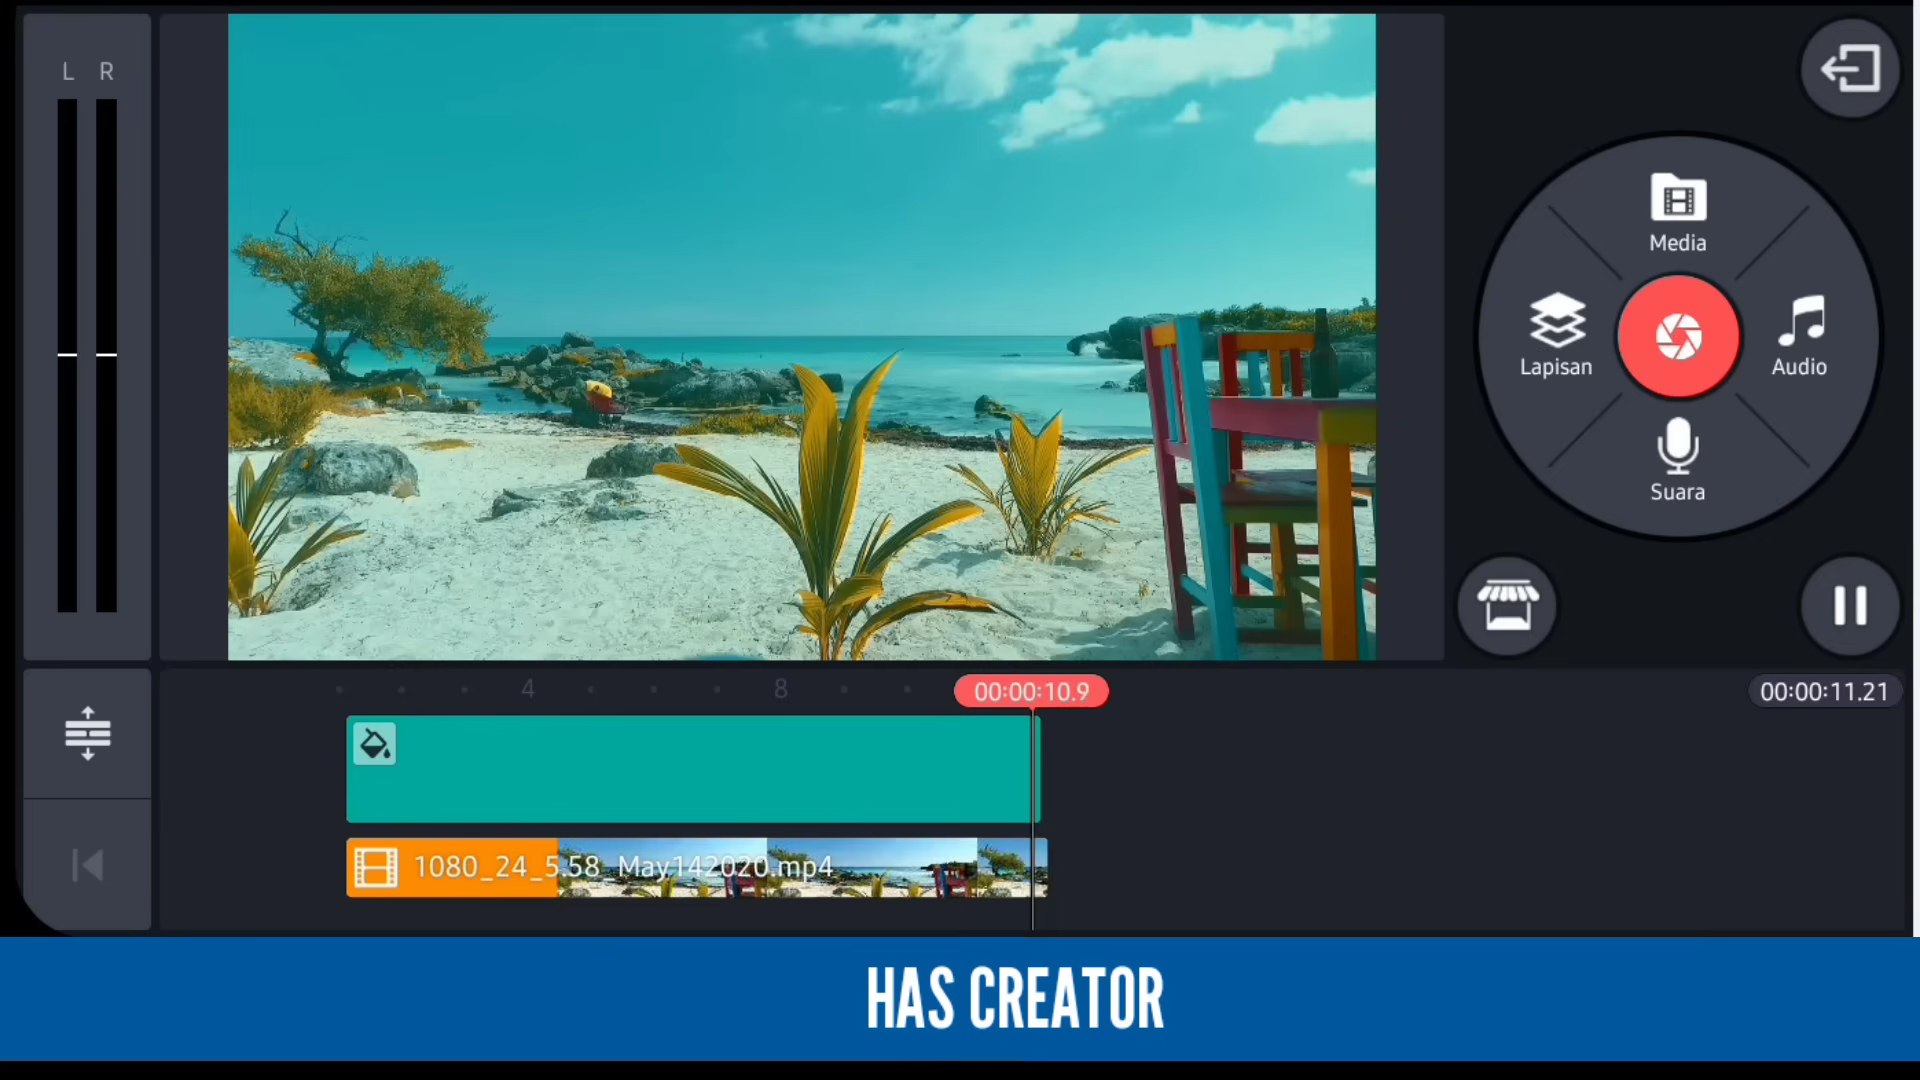 L R
Media
Lapisan
Audio
Suara
4 8
00:00:10.9
00:00:11.21
1080_24_5.58_May142020.mp4
HAS CREATOR